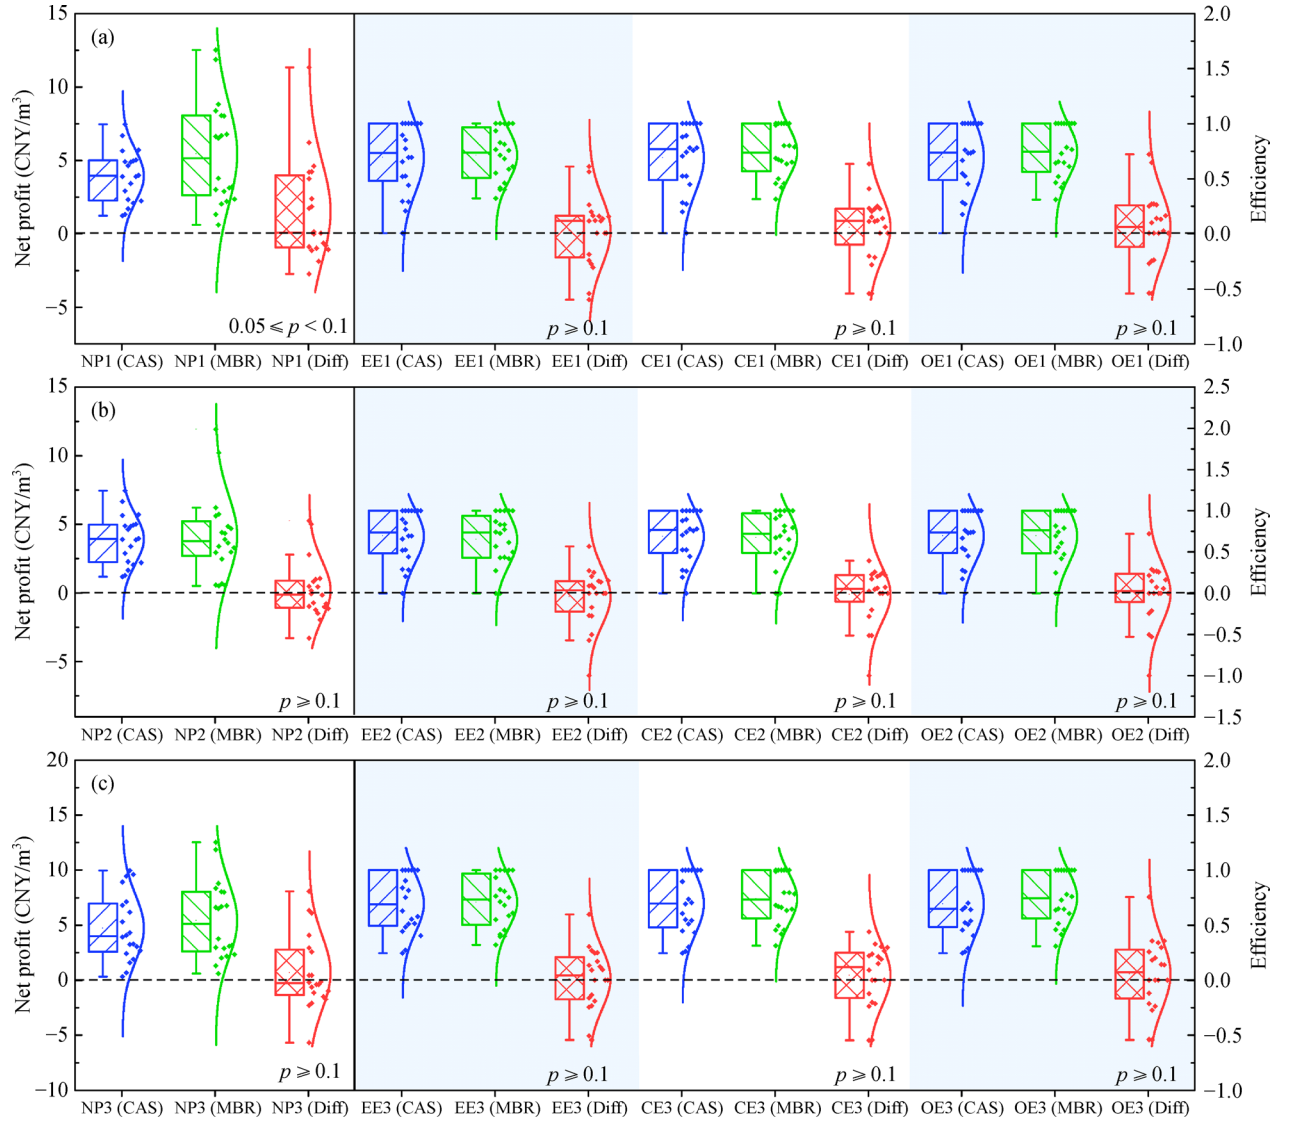 (a)
Net profit (CNY/m³)
15
10
5
0
−5
2.0
1.5
1.0
0.5
0.0
−0.5
−1.0
Efficiency
0.05 ⩽ p < 0.1
p ⩾ 0.1
p ⩾ 0.1
p ⩾ 0.1
NP1 (CAS) NP1 (MBR) NP1 (Diff) EE1 (CAS) EE1 (MBR) EE1 (Diff) CE1 (CAS) CE1 (MBR) CE1 (Diff) OE1 (CAS) OE1 (MBR) OE1 (Diff)
(b)
Net profit (CNY/m³)
15
10
5
0
−5
2.5
2.0
1.5
1.0
0.5
0.0
−0.5
−1.0
−1.5
Efficiency
p ⩾ 0.1
p ⩾ 0.1
p ⩾ 0.1
p ⩾ 0.1
NP2 (CAS) NP2 (MBR) NP2 (Diff) EE2 (CAS) EE2 (MBR) EE2 (Diff) CE2 (CAS) CE2 (MBR) CE2 (Diff) OE2 (CAS) OE2 (MBR) OE2 (Diff)
(c)
Net profit (CNY/m³)
20
15
10
5
0
−5
−10
2.0
1.5
1.0
0.5
0.0
−0.5
−1.0
Efficiency
p ⩾ 0.1
p ⩾ 0.1
p ⩾ 0.1
p ⩾ 0.1
NP3 (CAS) NP3 (MBR) NP3 (Diff) EE3 (CAS) EE3 (MBR) EE3 (Diff) CE3 (CAS) CE3 (MBR) CE3 (Diff) OE3 (CAS) OE3 (MBR) OE3 (Diff)